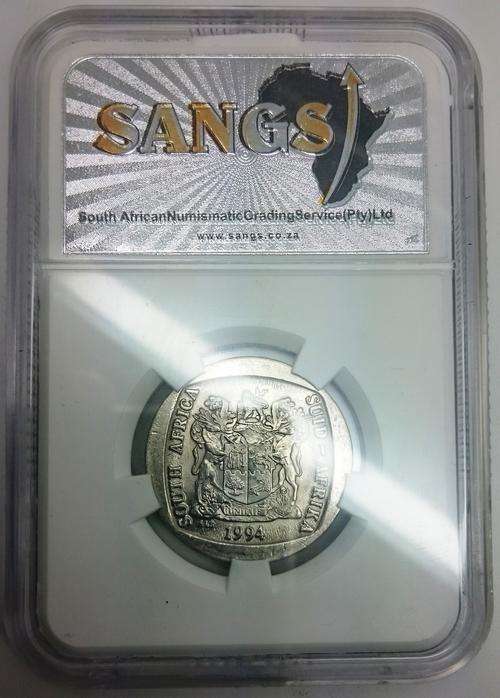 SANGS
South AfricanNumismaticGradingService(Pty)Ltd
www.sangs.co.za
SOUTH AFRICA
SUID-AFRIKA
1994